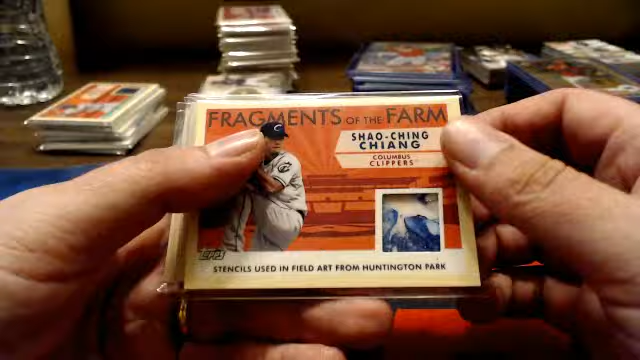 FRAGMENTS OF THE FARM
SHAO-CHING
CHIANG
COLUMBUS
CLIPPERS
TOPPS
STENCILS USED IN FIELD ART FROM HUNTINGTON PARK